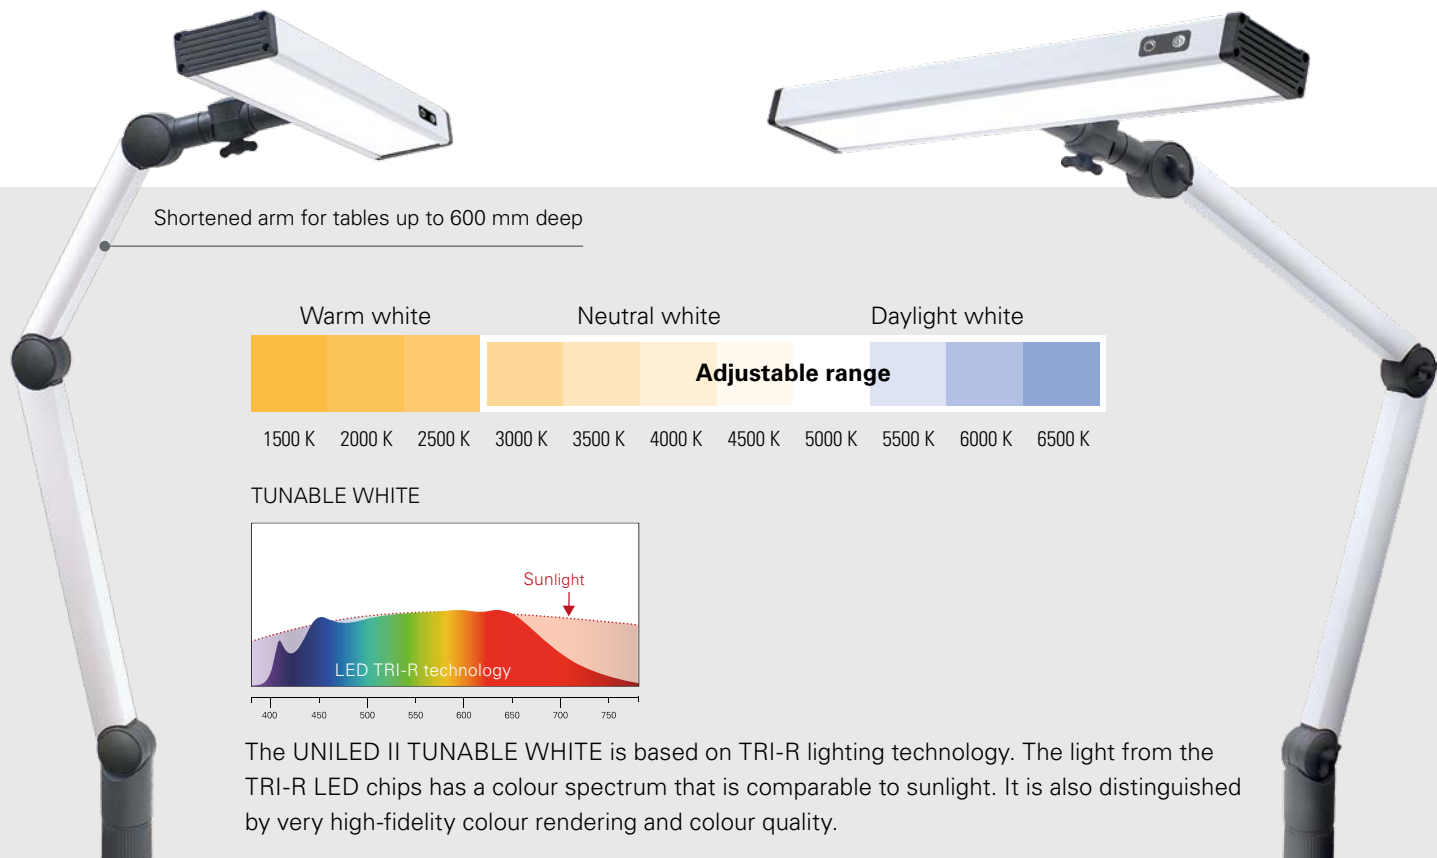 Shortened arm for tables up to 600 mm deep
Warm white Neutral white Daylight white
Adjustable range
1500 K 2000 K 2500 K 3000 K 3500 K 4000 K 4500 K 5000 K 5500 K 6000 K 6500 K
TUNABLE WHITE
Sunlight
LED TRI-R technology
400 450 500 550 600 650 700 750
The UNILED II TUNABLE WHITE is based on TRI-R lighting technology. The light from the
TRI-R LED chips has a colour spectrum that is comparable to sunlight. It is also distinguished
by very high-fidelity colour rendering and colour quality.